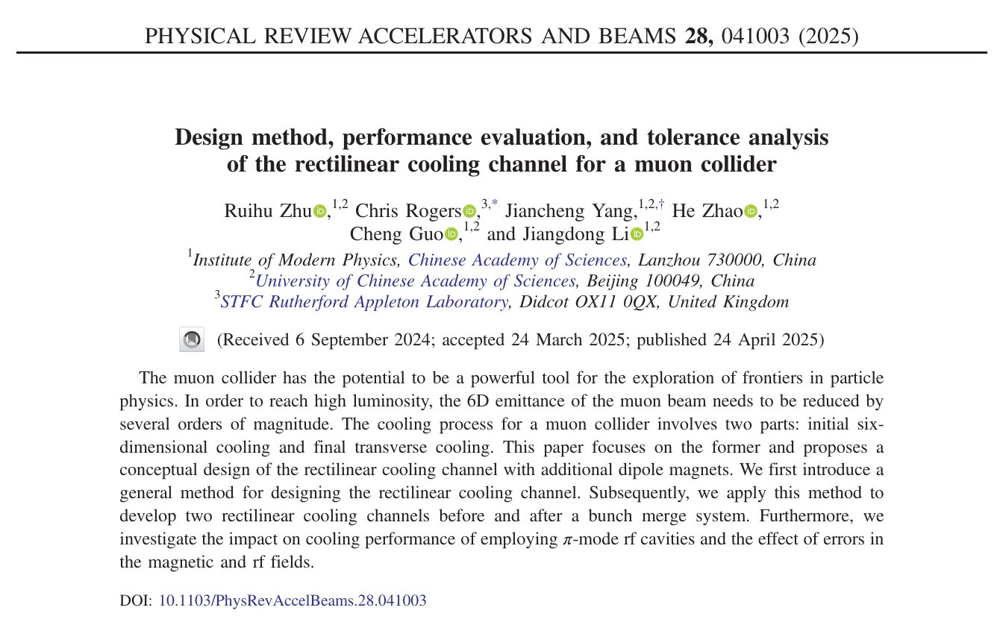 PHYSICAL REVIEW ACCELERATORS AND BEAMS 28, 041003 (2025)
Design method, performance evaluation, and tolerance analysis
of the rectilinear cooling channel for a muon collider
Ruihu Zhu iD,1,2 Chris Rogers iD,3,* Jiancheng Yang,1,2,† He Zhao iD,1,2
Cheng Guo iD,1,2 and Jiangdong Li iD1,2
1Institute of Modern Physics, Chinese Academy of Sciences, Lanzhou 730000, China
2University of Chinese Academy of Sciences, Beijing 100049, China
3STFC Rutherford Appleton Laboratory, Didcot OX11 0QX, United Kingdom
(Received 6 September 2024; accepted 24 March 2025; published 24 April 2025)
The muon collider has the potential to be a powerful tool for the exploration of frontiers in particle
physics. In order to reach high luminosity, the 6D emittance of the muon beam needs to be reduced by
several orders of magnitude. The cooling process for a muon collider involves two parts: initial six-
dimensional cooling and final transverse cooling. This paper focuses on the former and proposes a
conceptual design of the rectilinear cooling channel with additional dipole magnets. We first introduce a
general method for designing the rectilinear cooling channel. Subsequently, we apply this method to
develop two rectilinear cooling channels before and after a bunch merge system. Furthermore, we
investigate the impact on cooling performance of employing π-mode rf cavities and the effect of errors in
the magnetic and rf fields.
DOI: 10.1103/PhysRevAccelBeams.28.041003